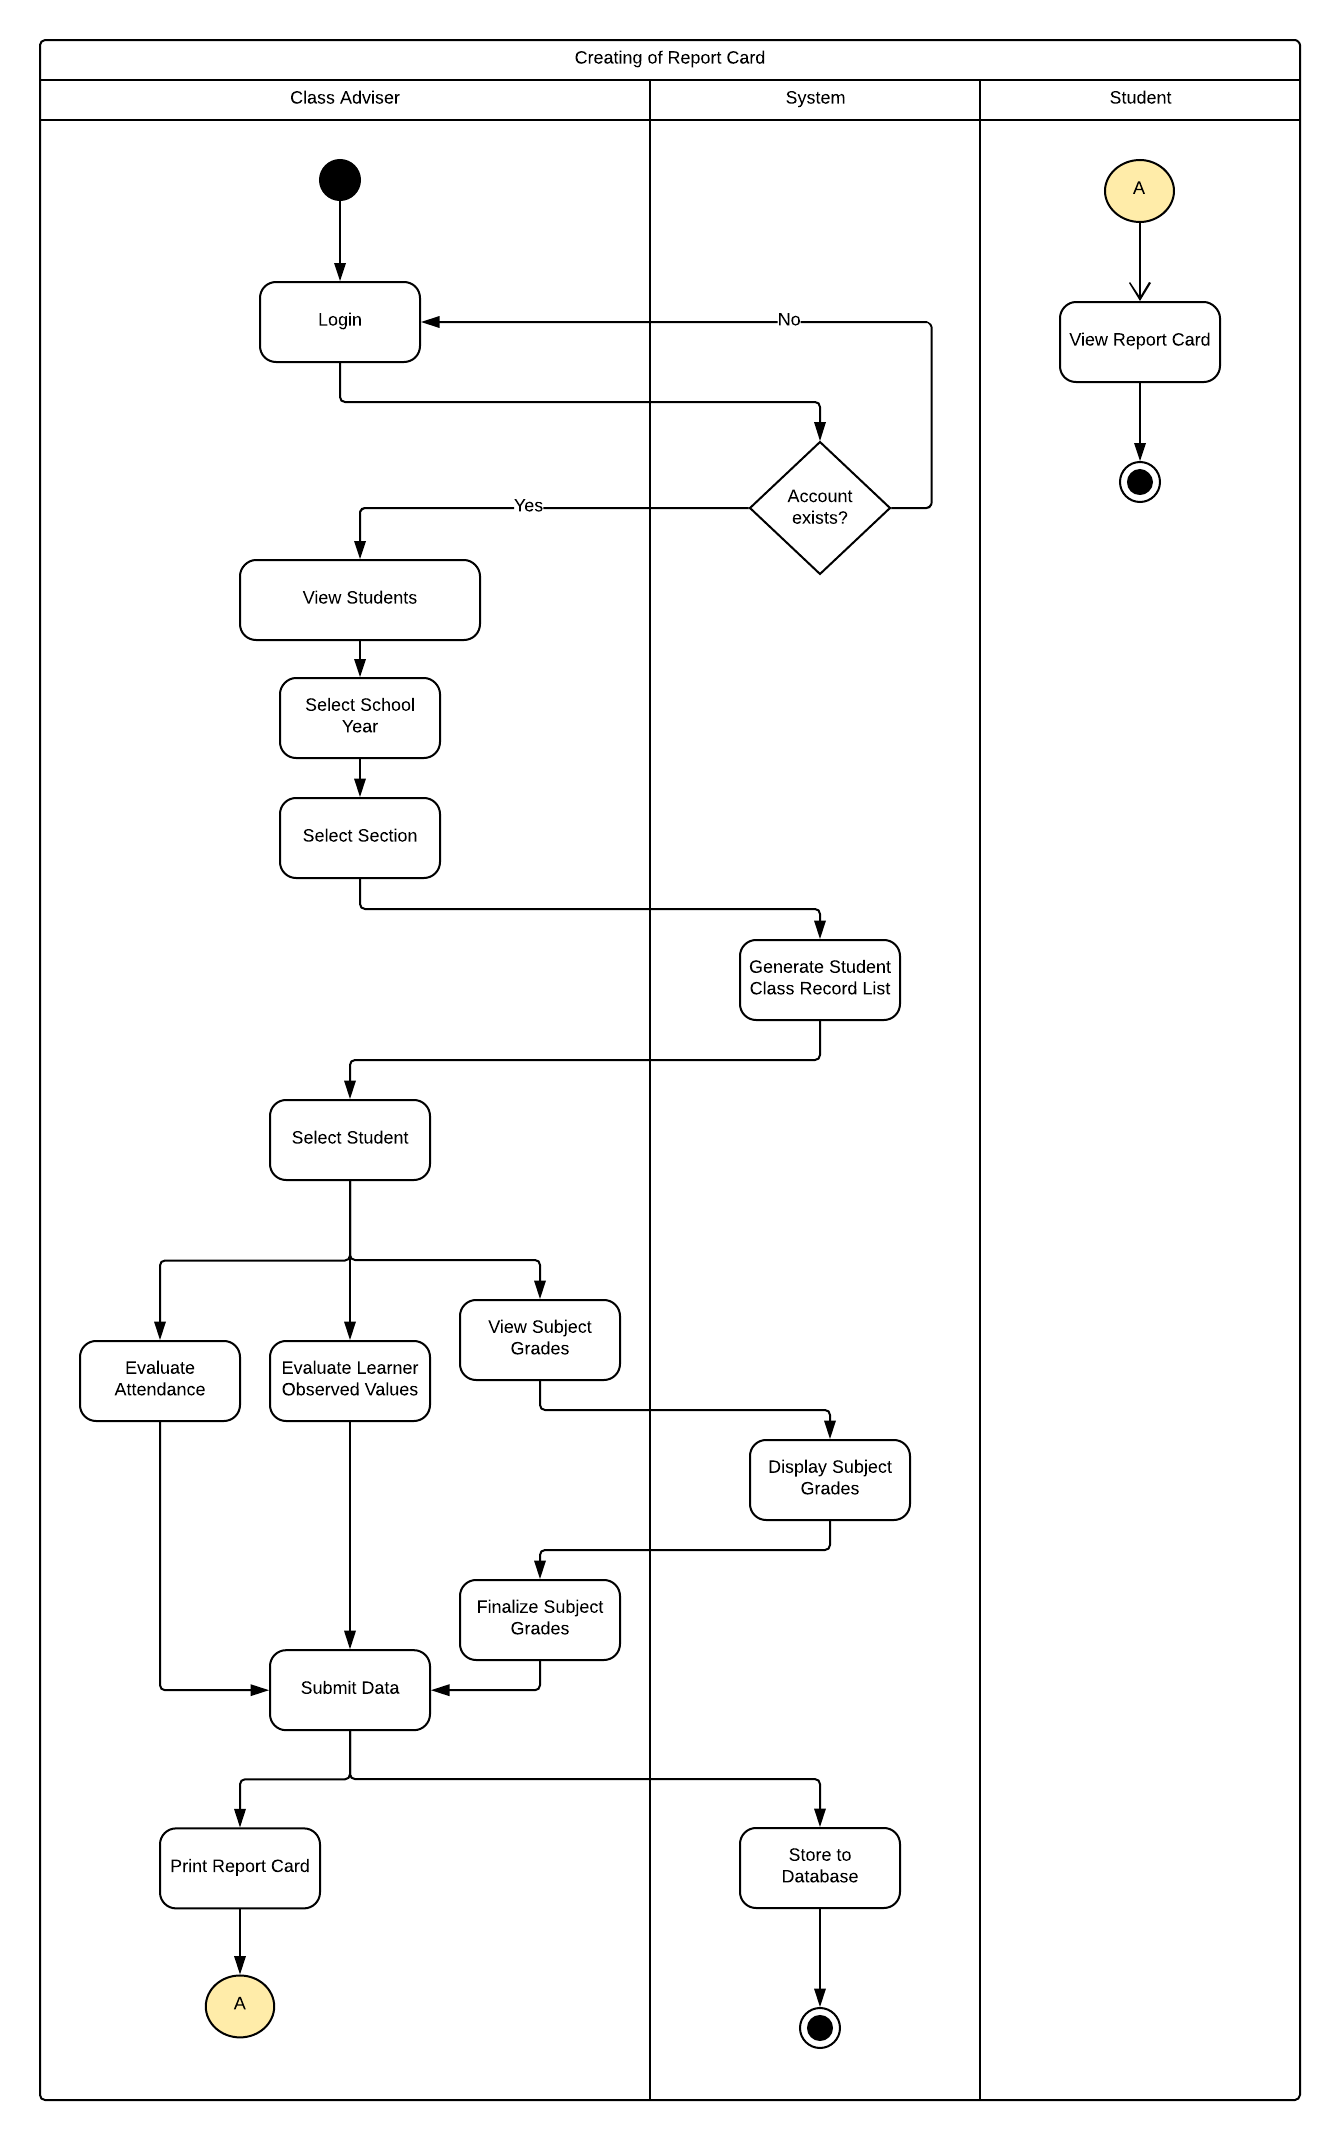 Creating of Report Card
Class Adviser
System
Student
A
Login
No
View Report Card
Account
exists?
Yes
View Students
Select School
Year
Select Section
Generate Student
Class Record List
Select Student
View Subject
Grades
Evaluate
Attendance
Evaluate Learner
Observed Values
Display Subject
Grades
Finalize Subject
Grades
Submit Data
Print Report Card
Store to
Database
A